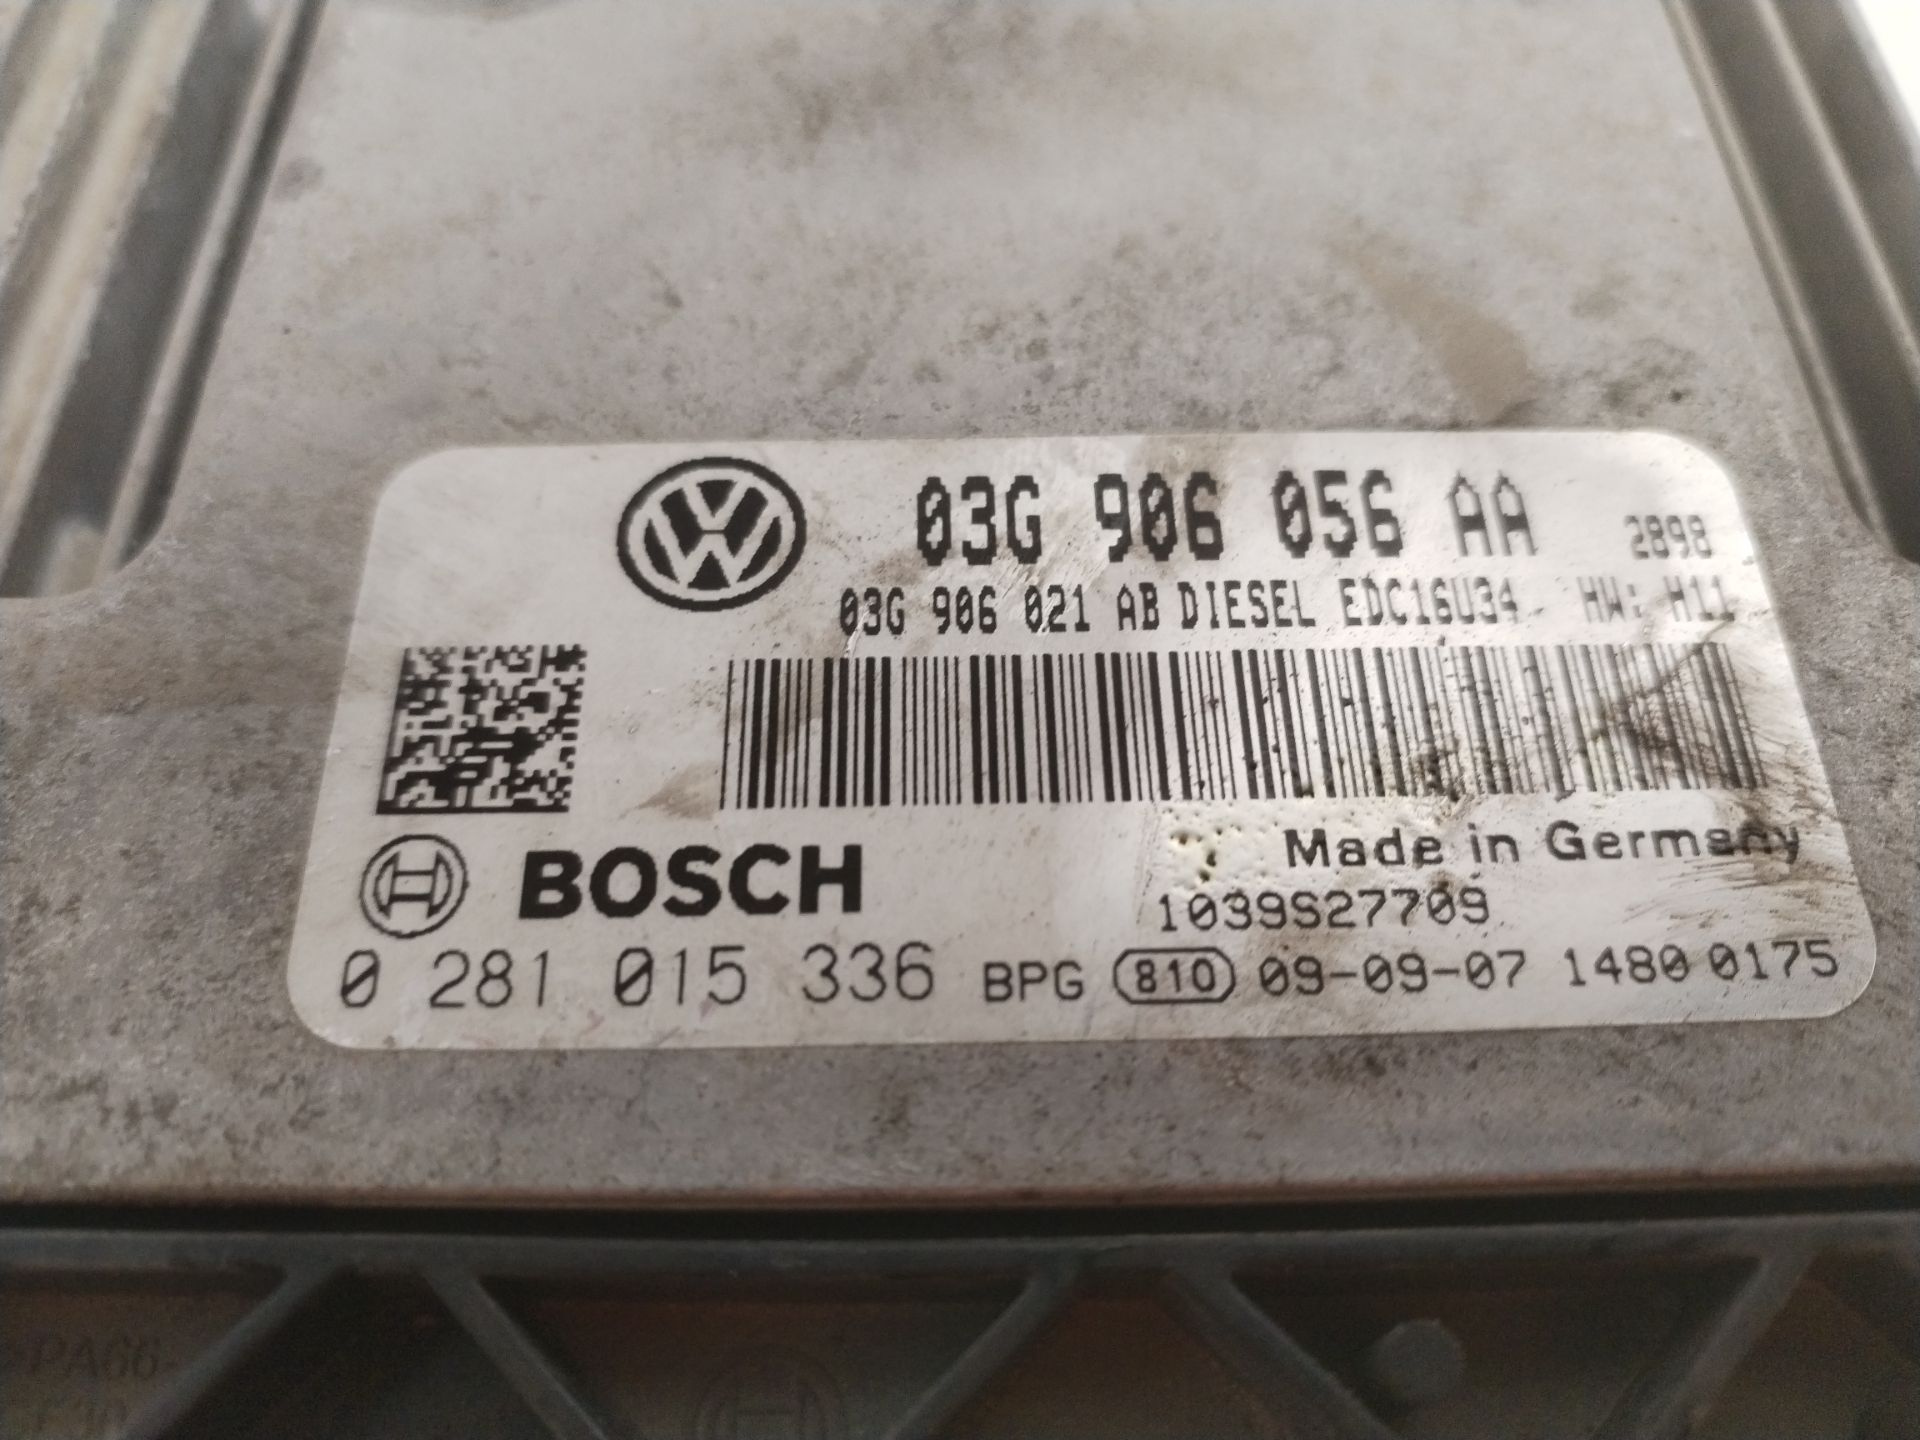 03G 906 056 AA 2898
03G 906 021 AB DIESEL EDC16U34 HW: H11
BOSCH
Made in Germany
1039S27709
0 281 015 336 BPG 810 09-09-07 1480 0175
PA66-